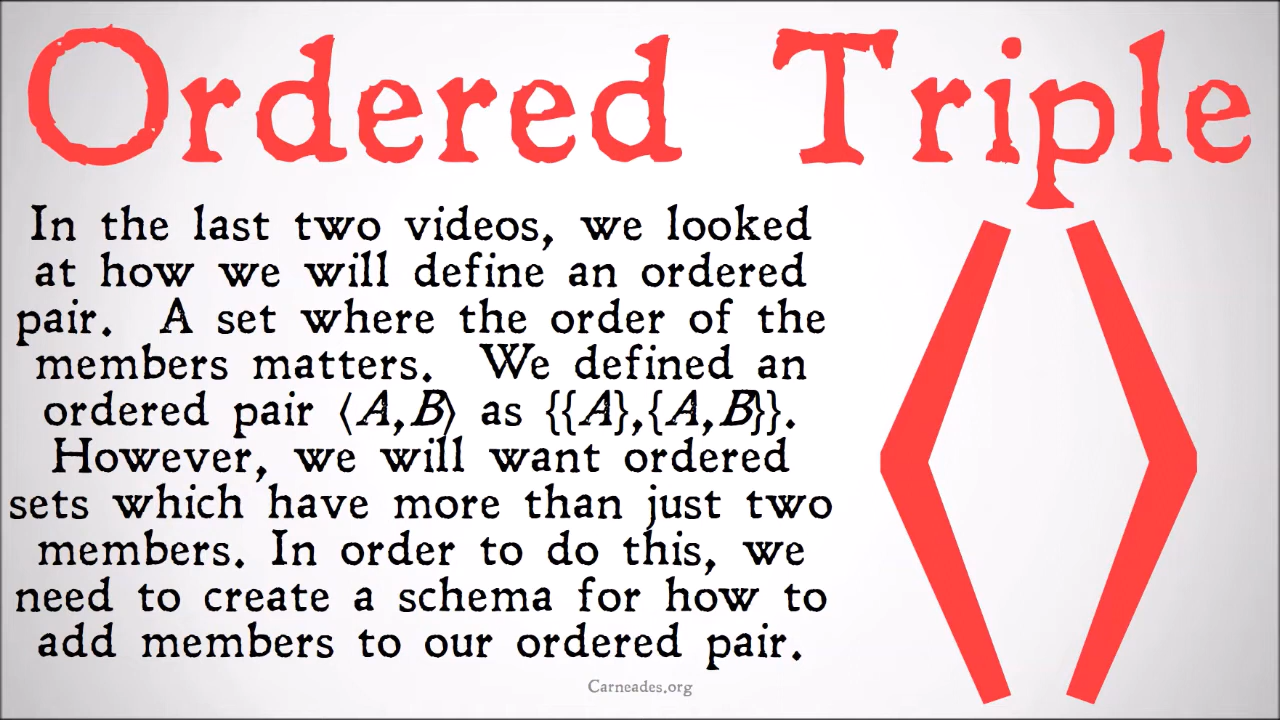 Ordered Triple
In the last two videos, we looked
at how we will define an ordered
pair. A set where the order of the
members matters. We defined an
ordered pair ⟨A,B⟩ as {{A},{A,B}}.
However, we will want ordered
sets which have more than just two
members. In order to do this, we
need to create a schema for how to
add members to our ordered pair.
⟨⟩
Carneades.org